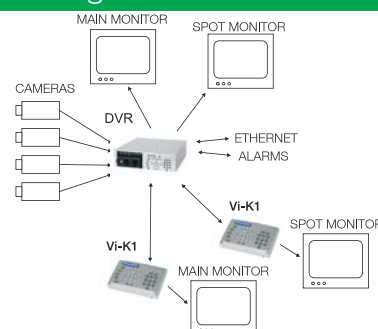 MAIN MONITOR
SPOT MONITOR
CAMERAS
DVR
ETHERNET
ALARMS
Vi-K1
SPOT MONITOR
Vi-K1
MAIN MONITOR